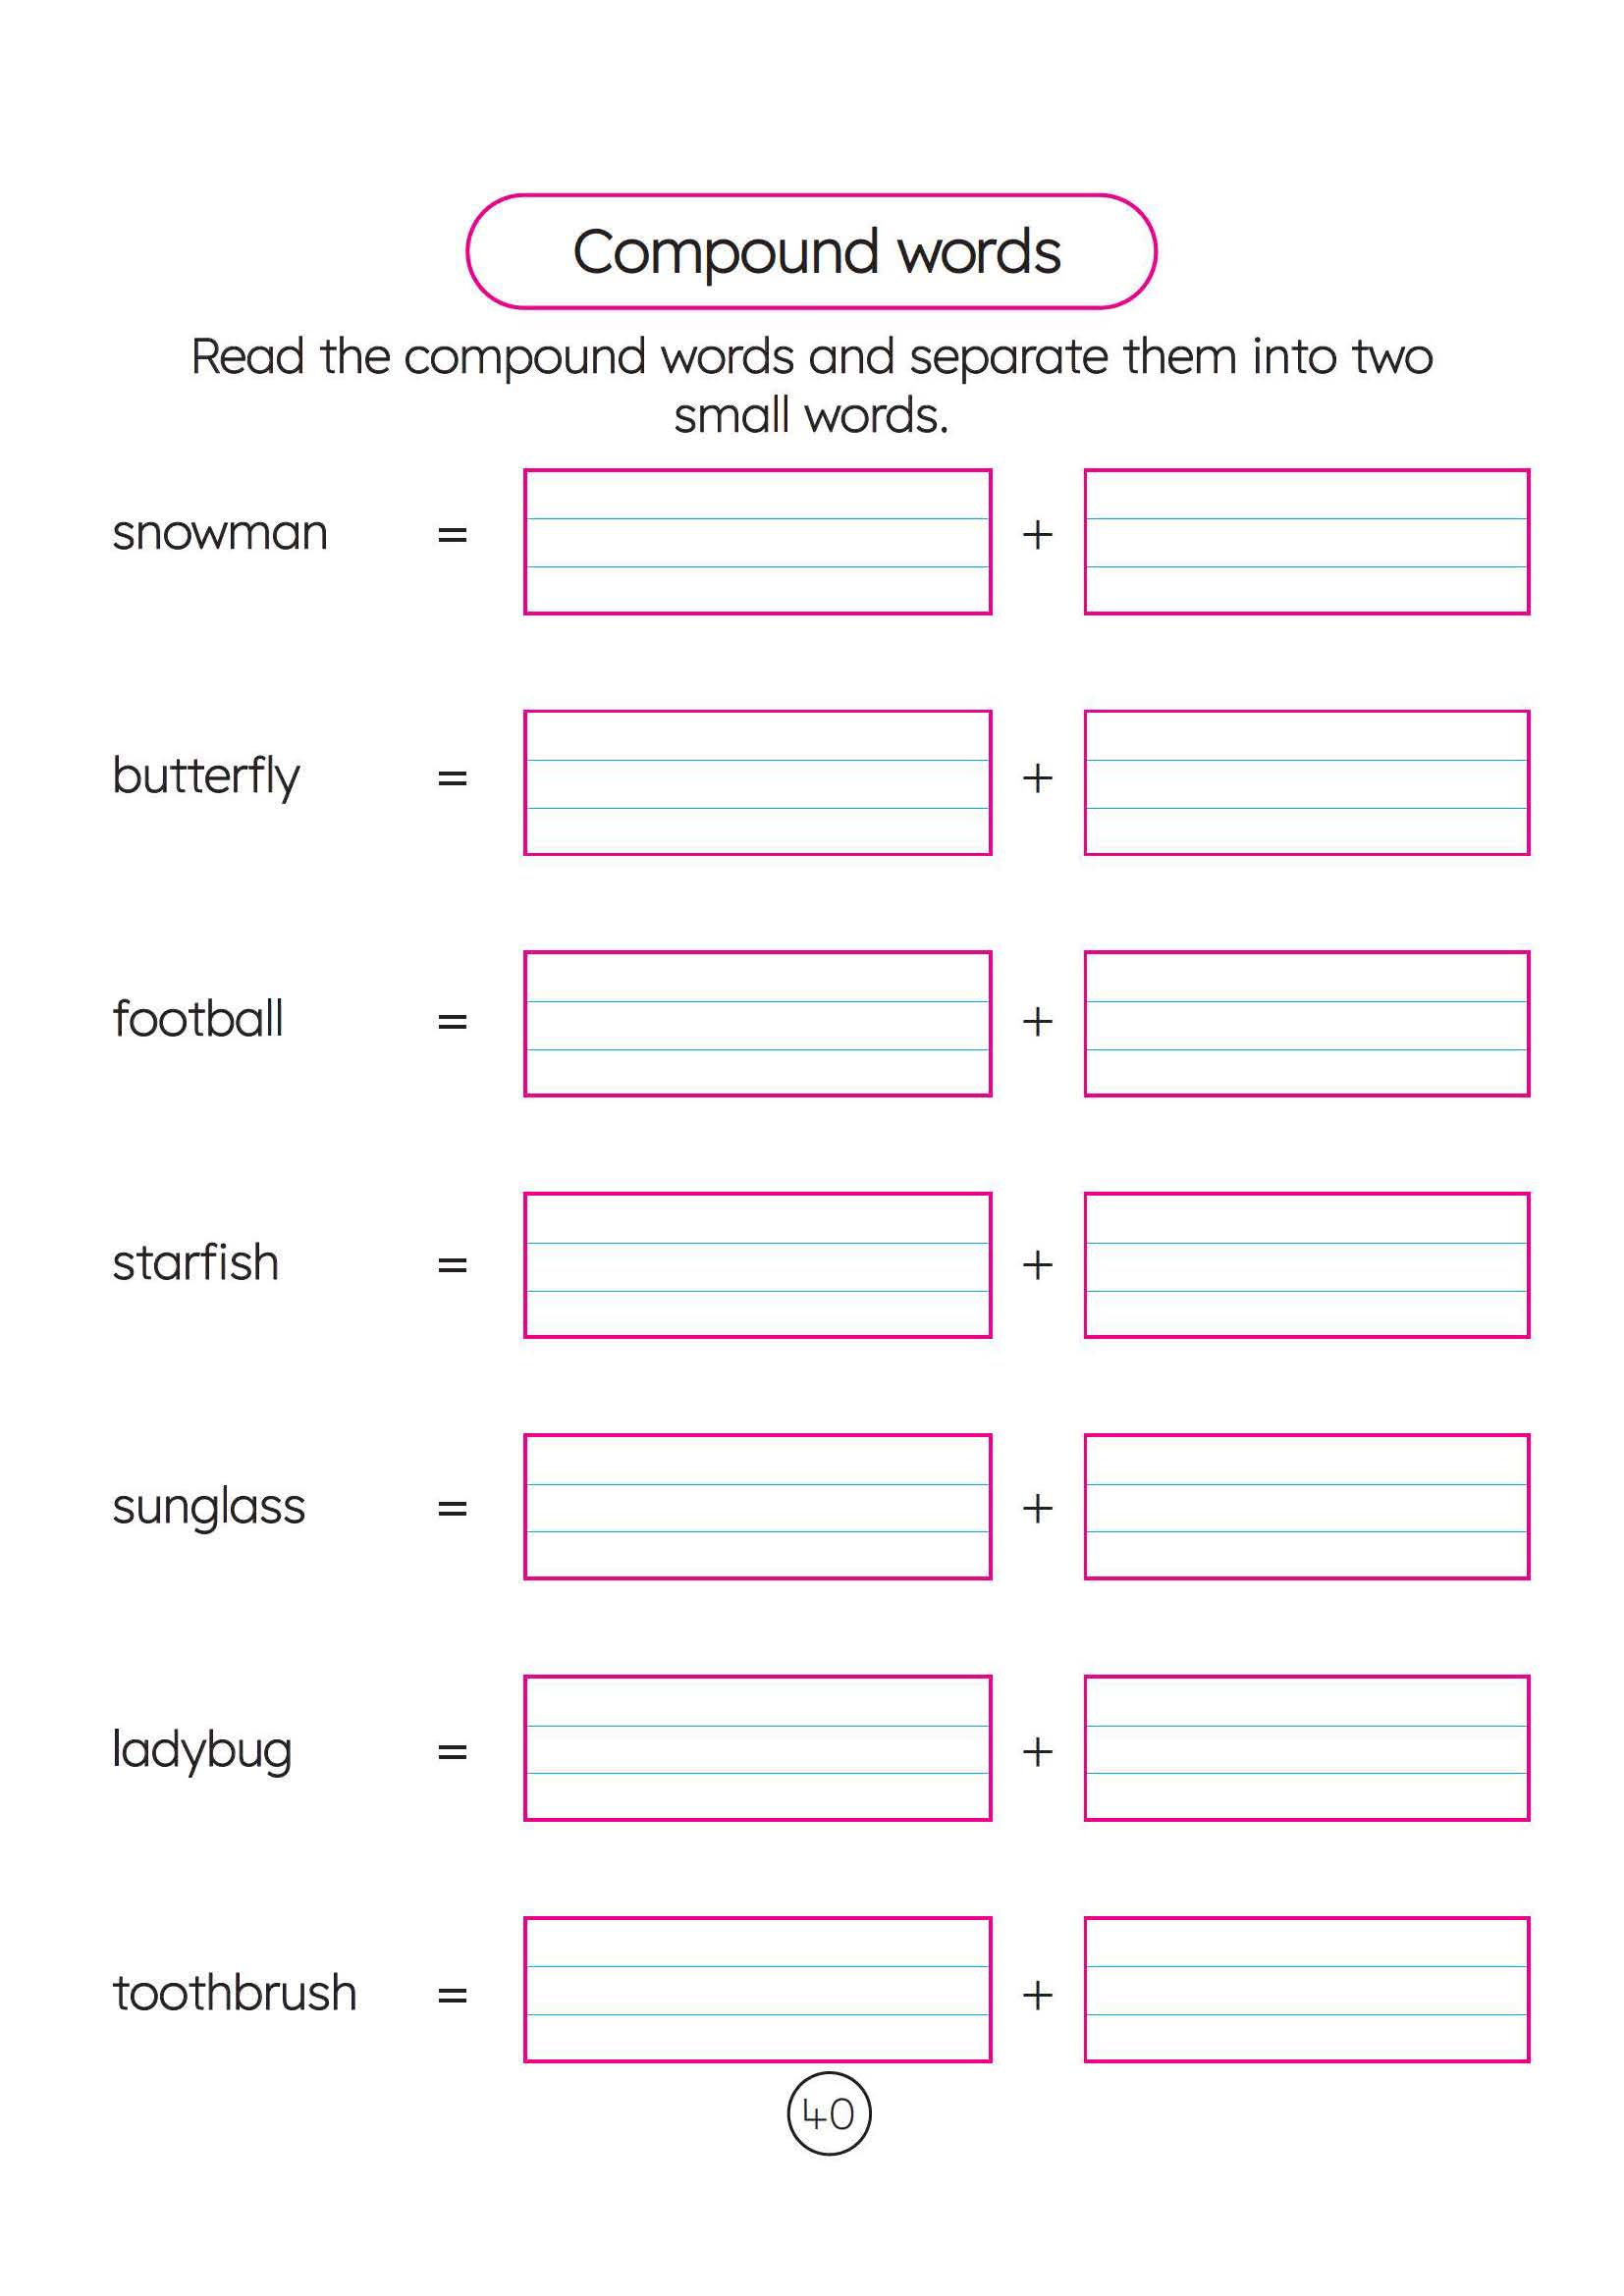 Compound words
Read the compound words and separate them into two
small words.
snowman = +
butterfly = +
football = +
starfish = +
sunglass = +
ladybug = +
toothbrush = +
40